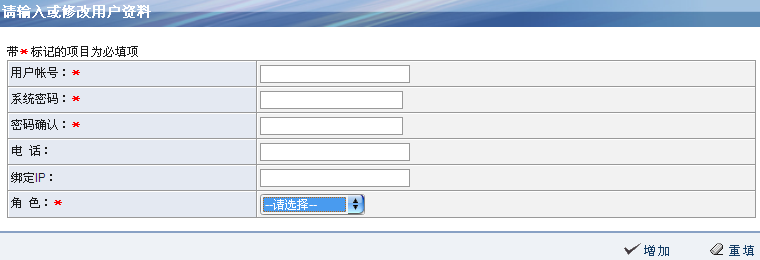 请输入或修改用户资料
带*标记的项目为必填项
用户帐号：*
系统密码：*
密码确认：*
电 话：
绑定IP：
角 色：* --请选择--
增加 重填